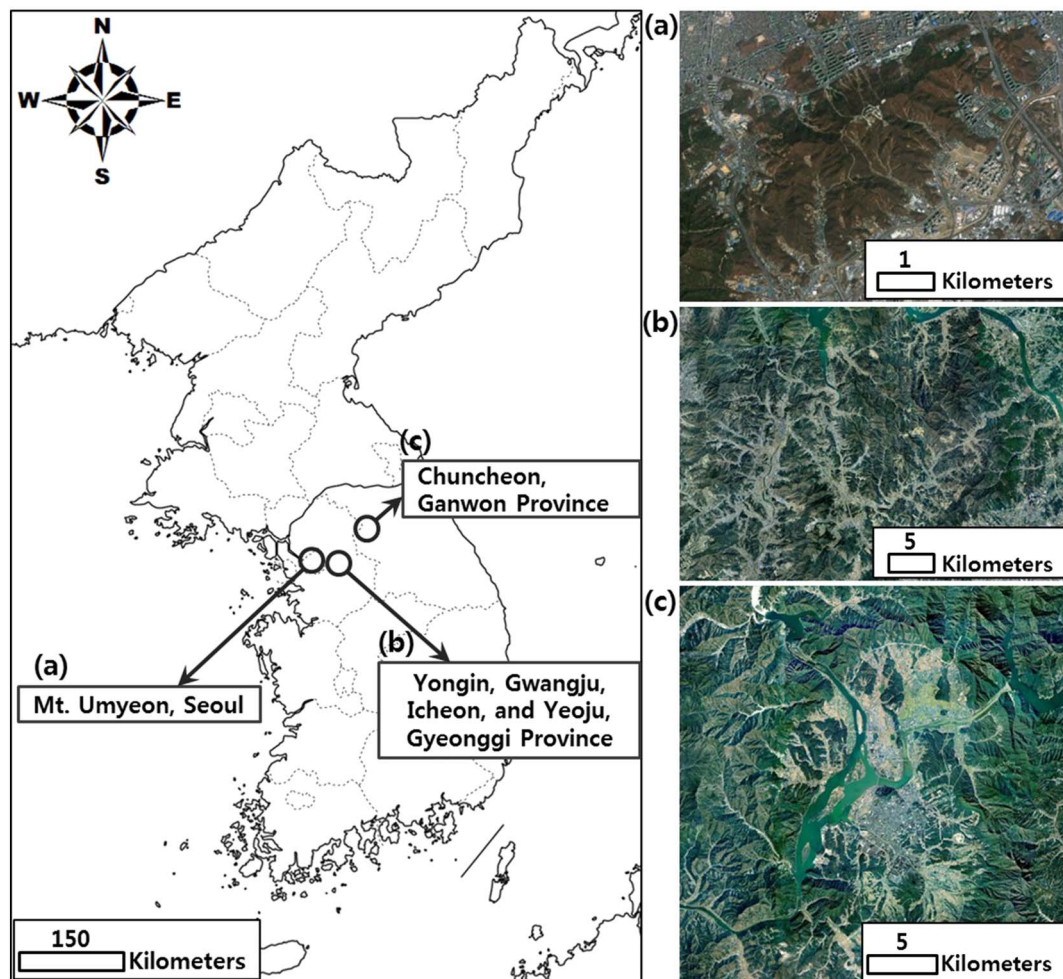 N
W
E
S
(c)
Chuncheon,
Ganwon Province
(a)
Mt. Umyeon, Seoul
(b)
Yongin, Gwangju,
Icheon, and Yeoju,
Gyeonggi Province
150
Kilometers
(a)
1
Kilometers
(b)
5
Kilometers
(c)
5
Kilometers